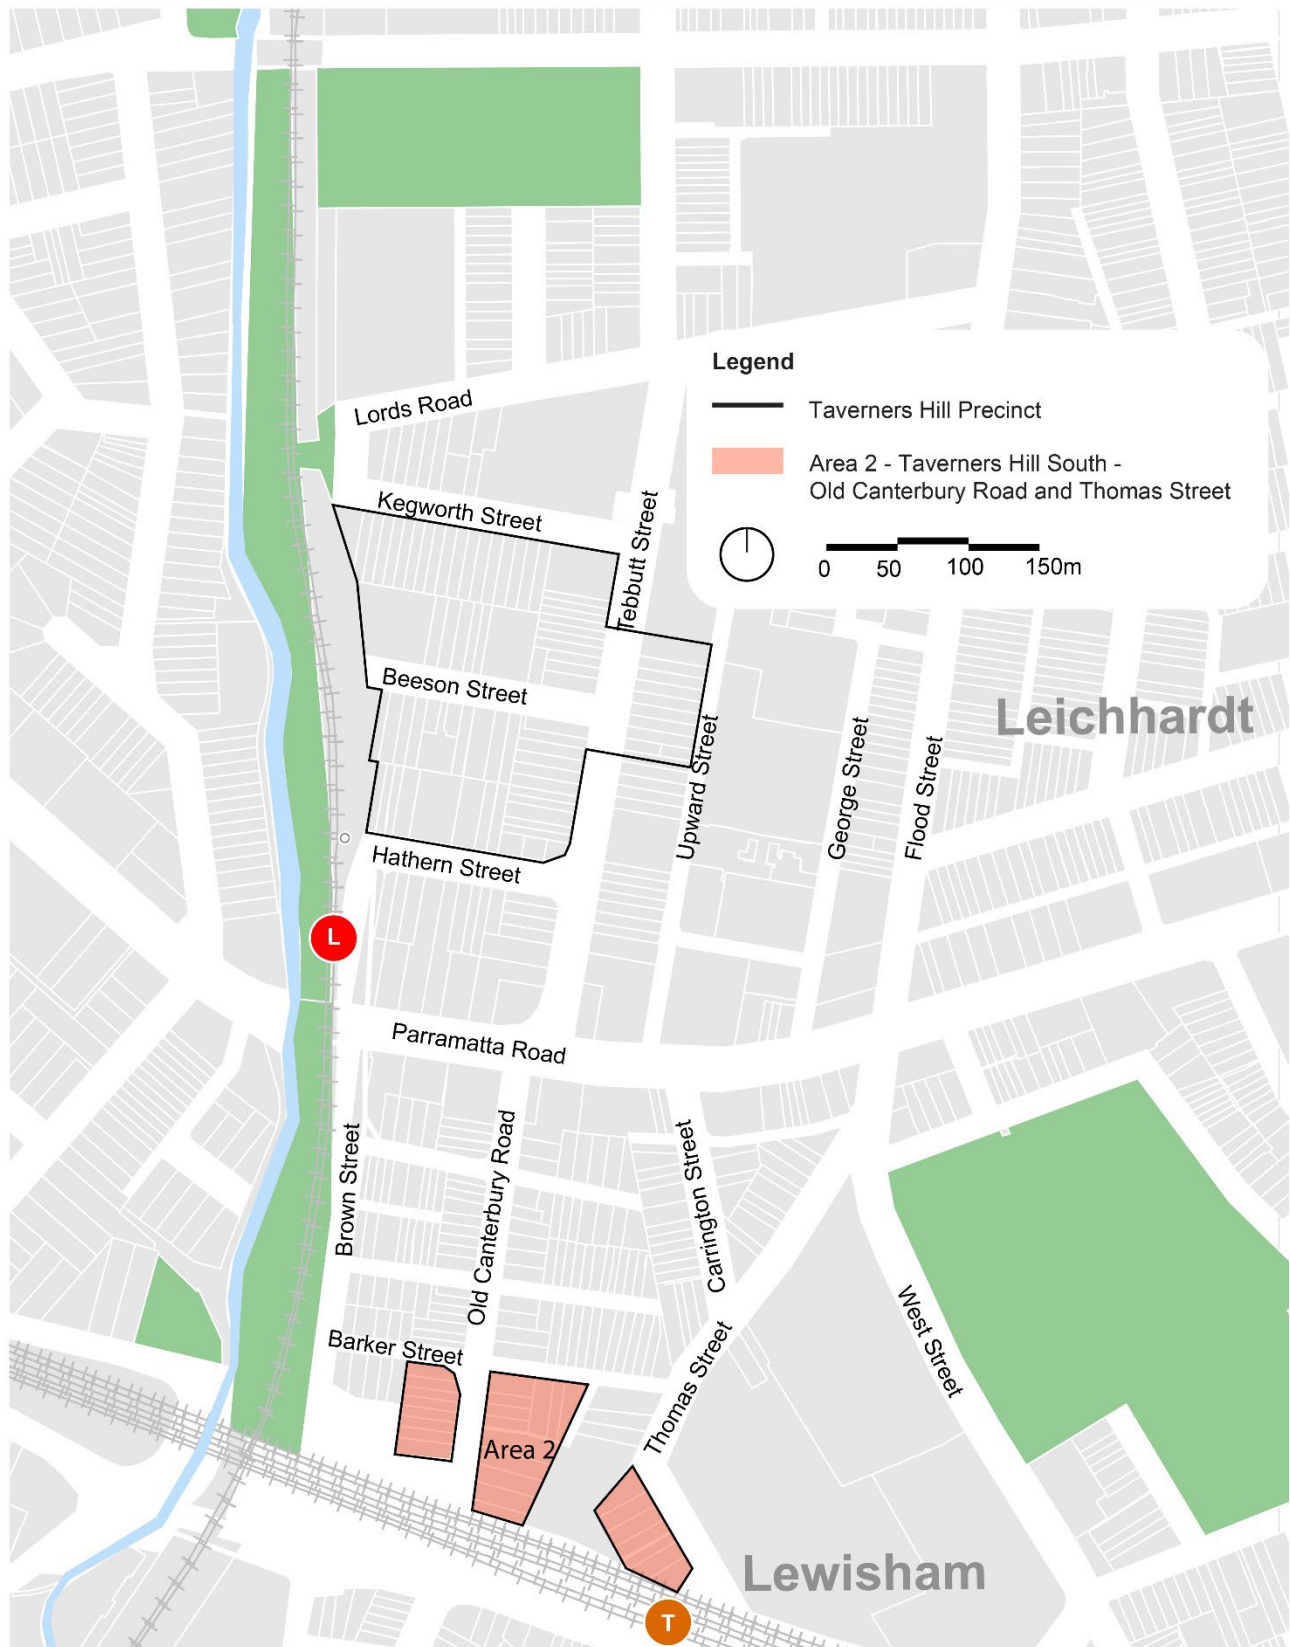 Legend
Taverners Hill Precinct
Area 2 - Taverners Hill South -
Old Canterbury Road and Thomas Street
0 50 100 150m
Lords Road
Kegworth Street
Tebbutt Street
Beeson Street
Leichhardt
Upward Street
George Street
Flood Street
Hathern Street
L
Parramatta Road
Brown Street
Old Canterbury Road
Carrington Street
Barker Street
West Street
Thomas Street
Area 2
Lewisham
T